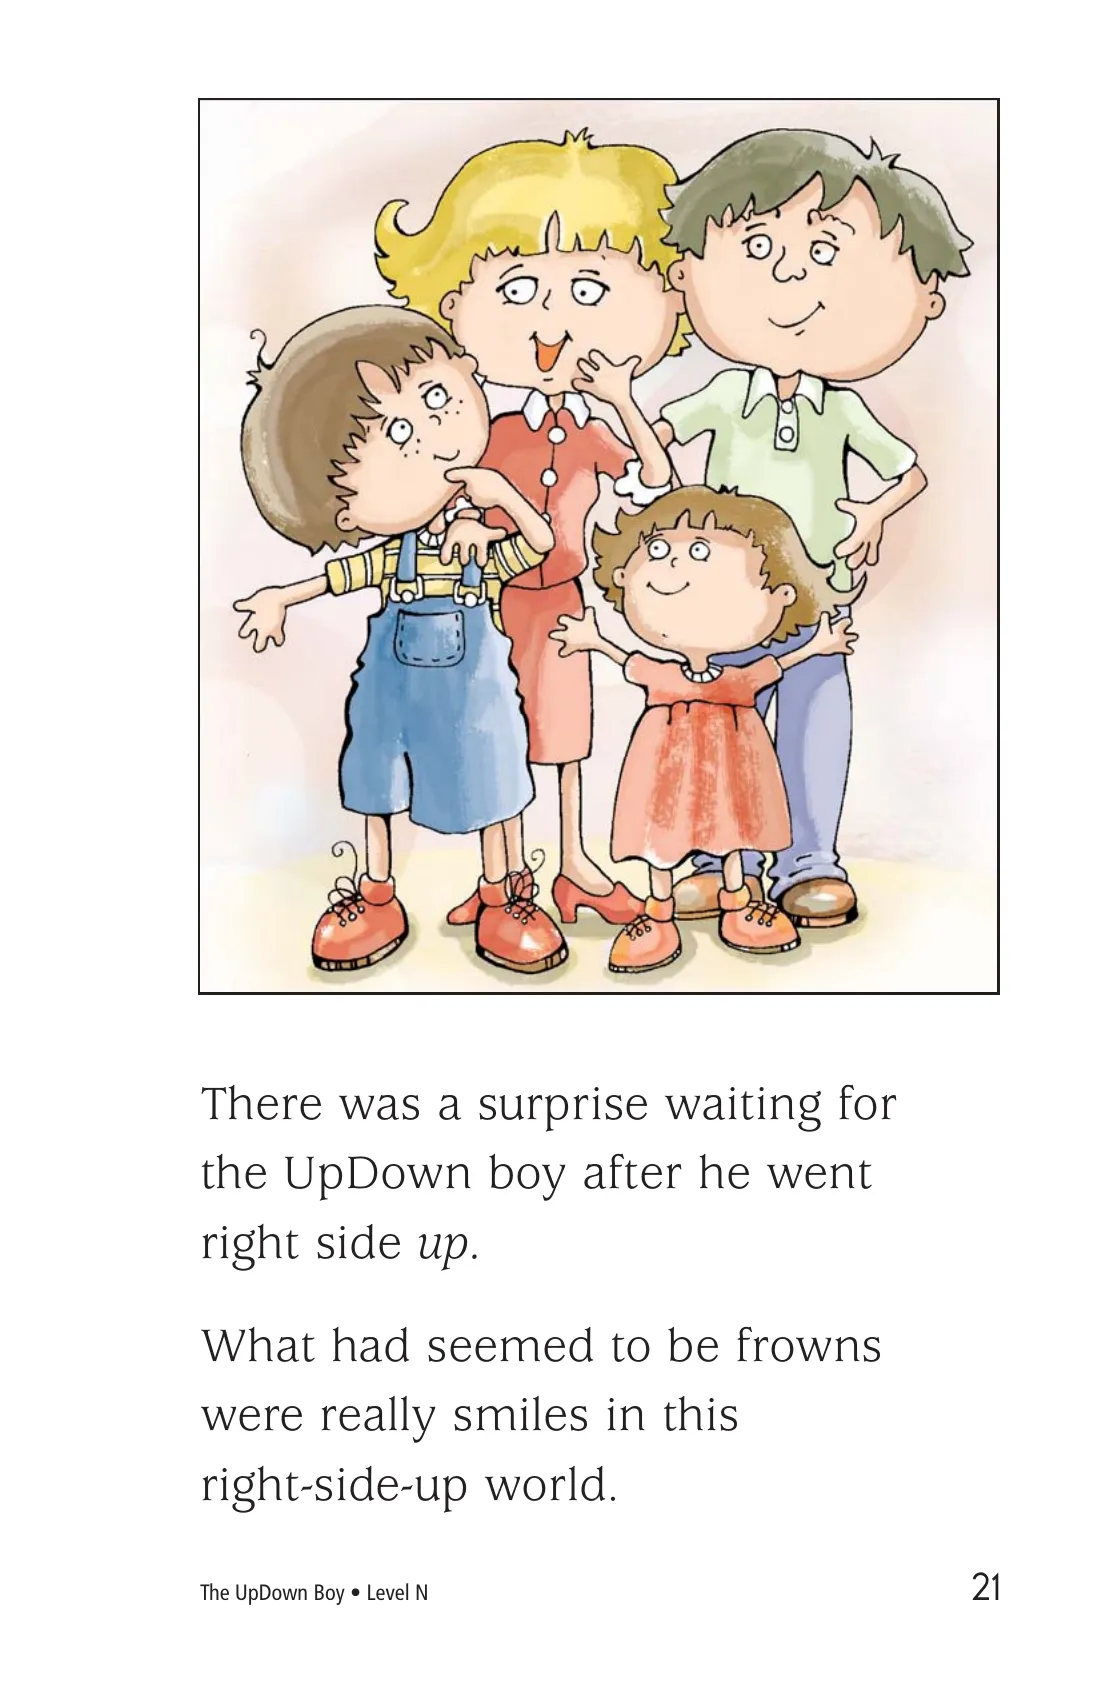 There was a surprise waiting for
the UpDown boy after he went
right side up.
What had seemed to be frowns
were really smiles in this
right-side-up world.
The UpDown Boy • Level N
21